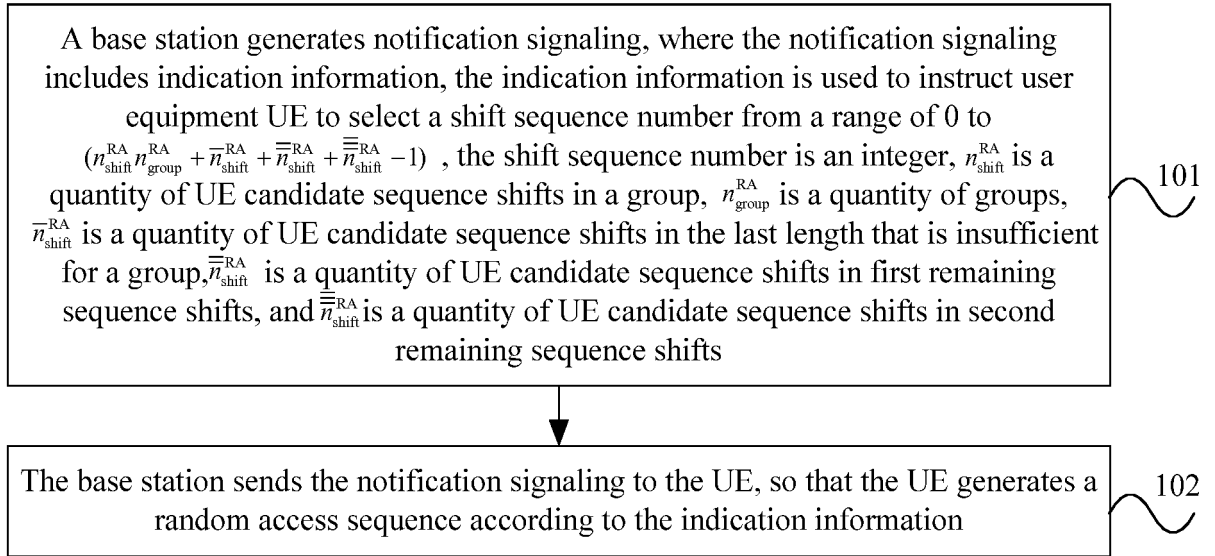 A base station generates notification signaling, where the notification signaling
includes indication information, the indication information is used to instruct user
equipment UE to select a shift sequence number from a range of 0 to
(n_shift^RA n_group^RA + n̅_shift^RA + n̿_shift^RA + n̿̿_shift^RA − 1) , the shift sequence number is an integer, n_shift^RA is a
quantity of UE candidate sequence shifts in a group, n_group^RA is a quantity of groups,
n̅_shift^RA is a quantity of UE candidate sequence shifts in the last length that is insufficient
for a group, n̿_shift^RA is a quantity of UE candidate sequence shifts in first remaining
sequence shifts, and n̿̿_shift^RA is a quantity of UE candidate sequence shifts in second
remaining sequence shifts
101
The base station sends the notification signaling to the UE, so that the UE generates a
random access sequence according to the indication information
102